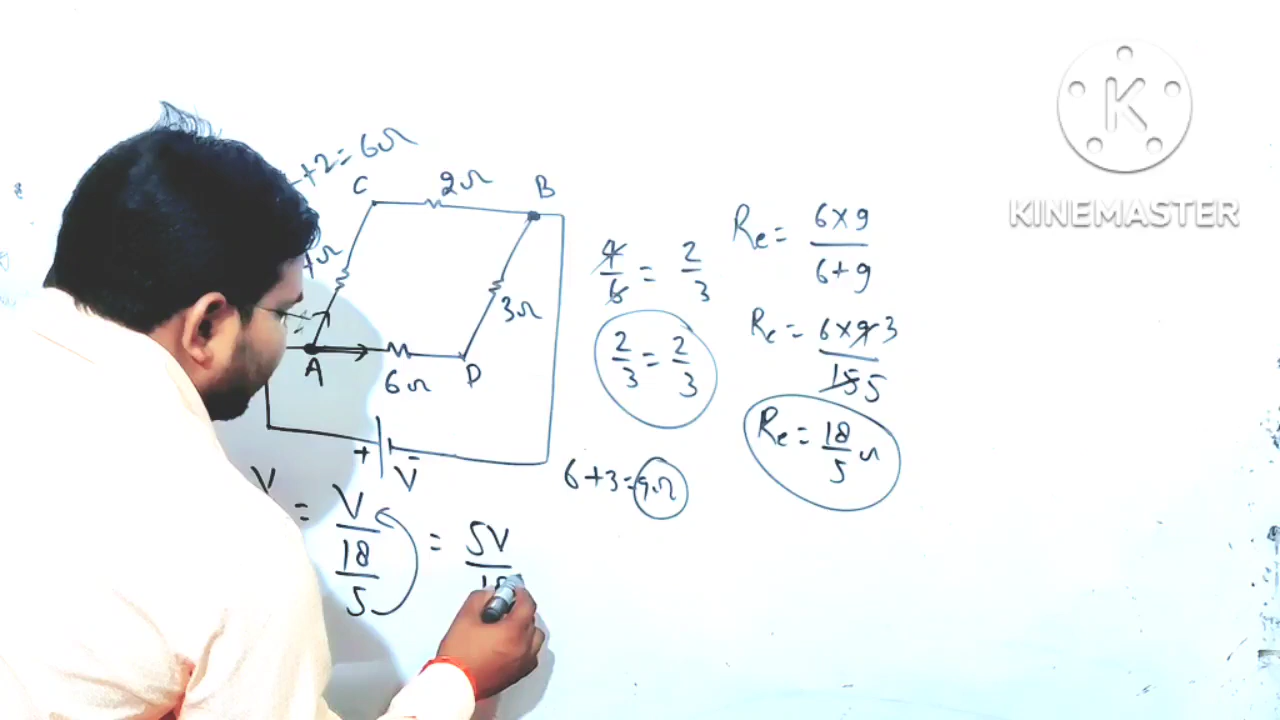 +2=6Ω
C
2Ω
B
Ω
3Ω
A
6Ω
D
+
V
-
4/6 = 2/3
2/3 = 2/3
6+3=9Ω
Re = 6×9/6+9
Re = 6×9 3/15 5
Re = 18/5 Ω
V
= V/18/5 = 5V/18
K
KINEMASTER